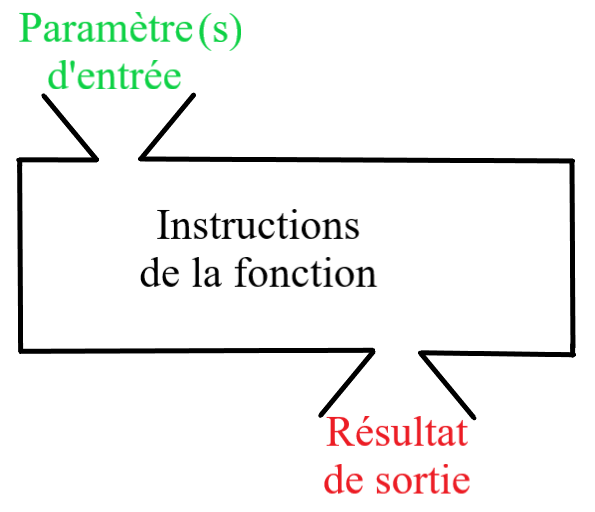 Paramètre(s)
d'entrée
Instructions
de la fonction
Résultat
de sortie